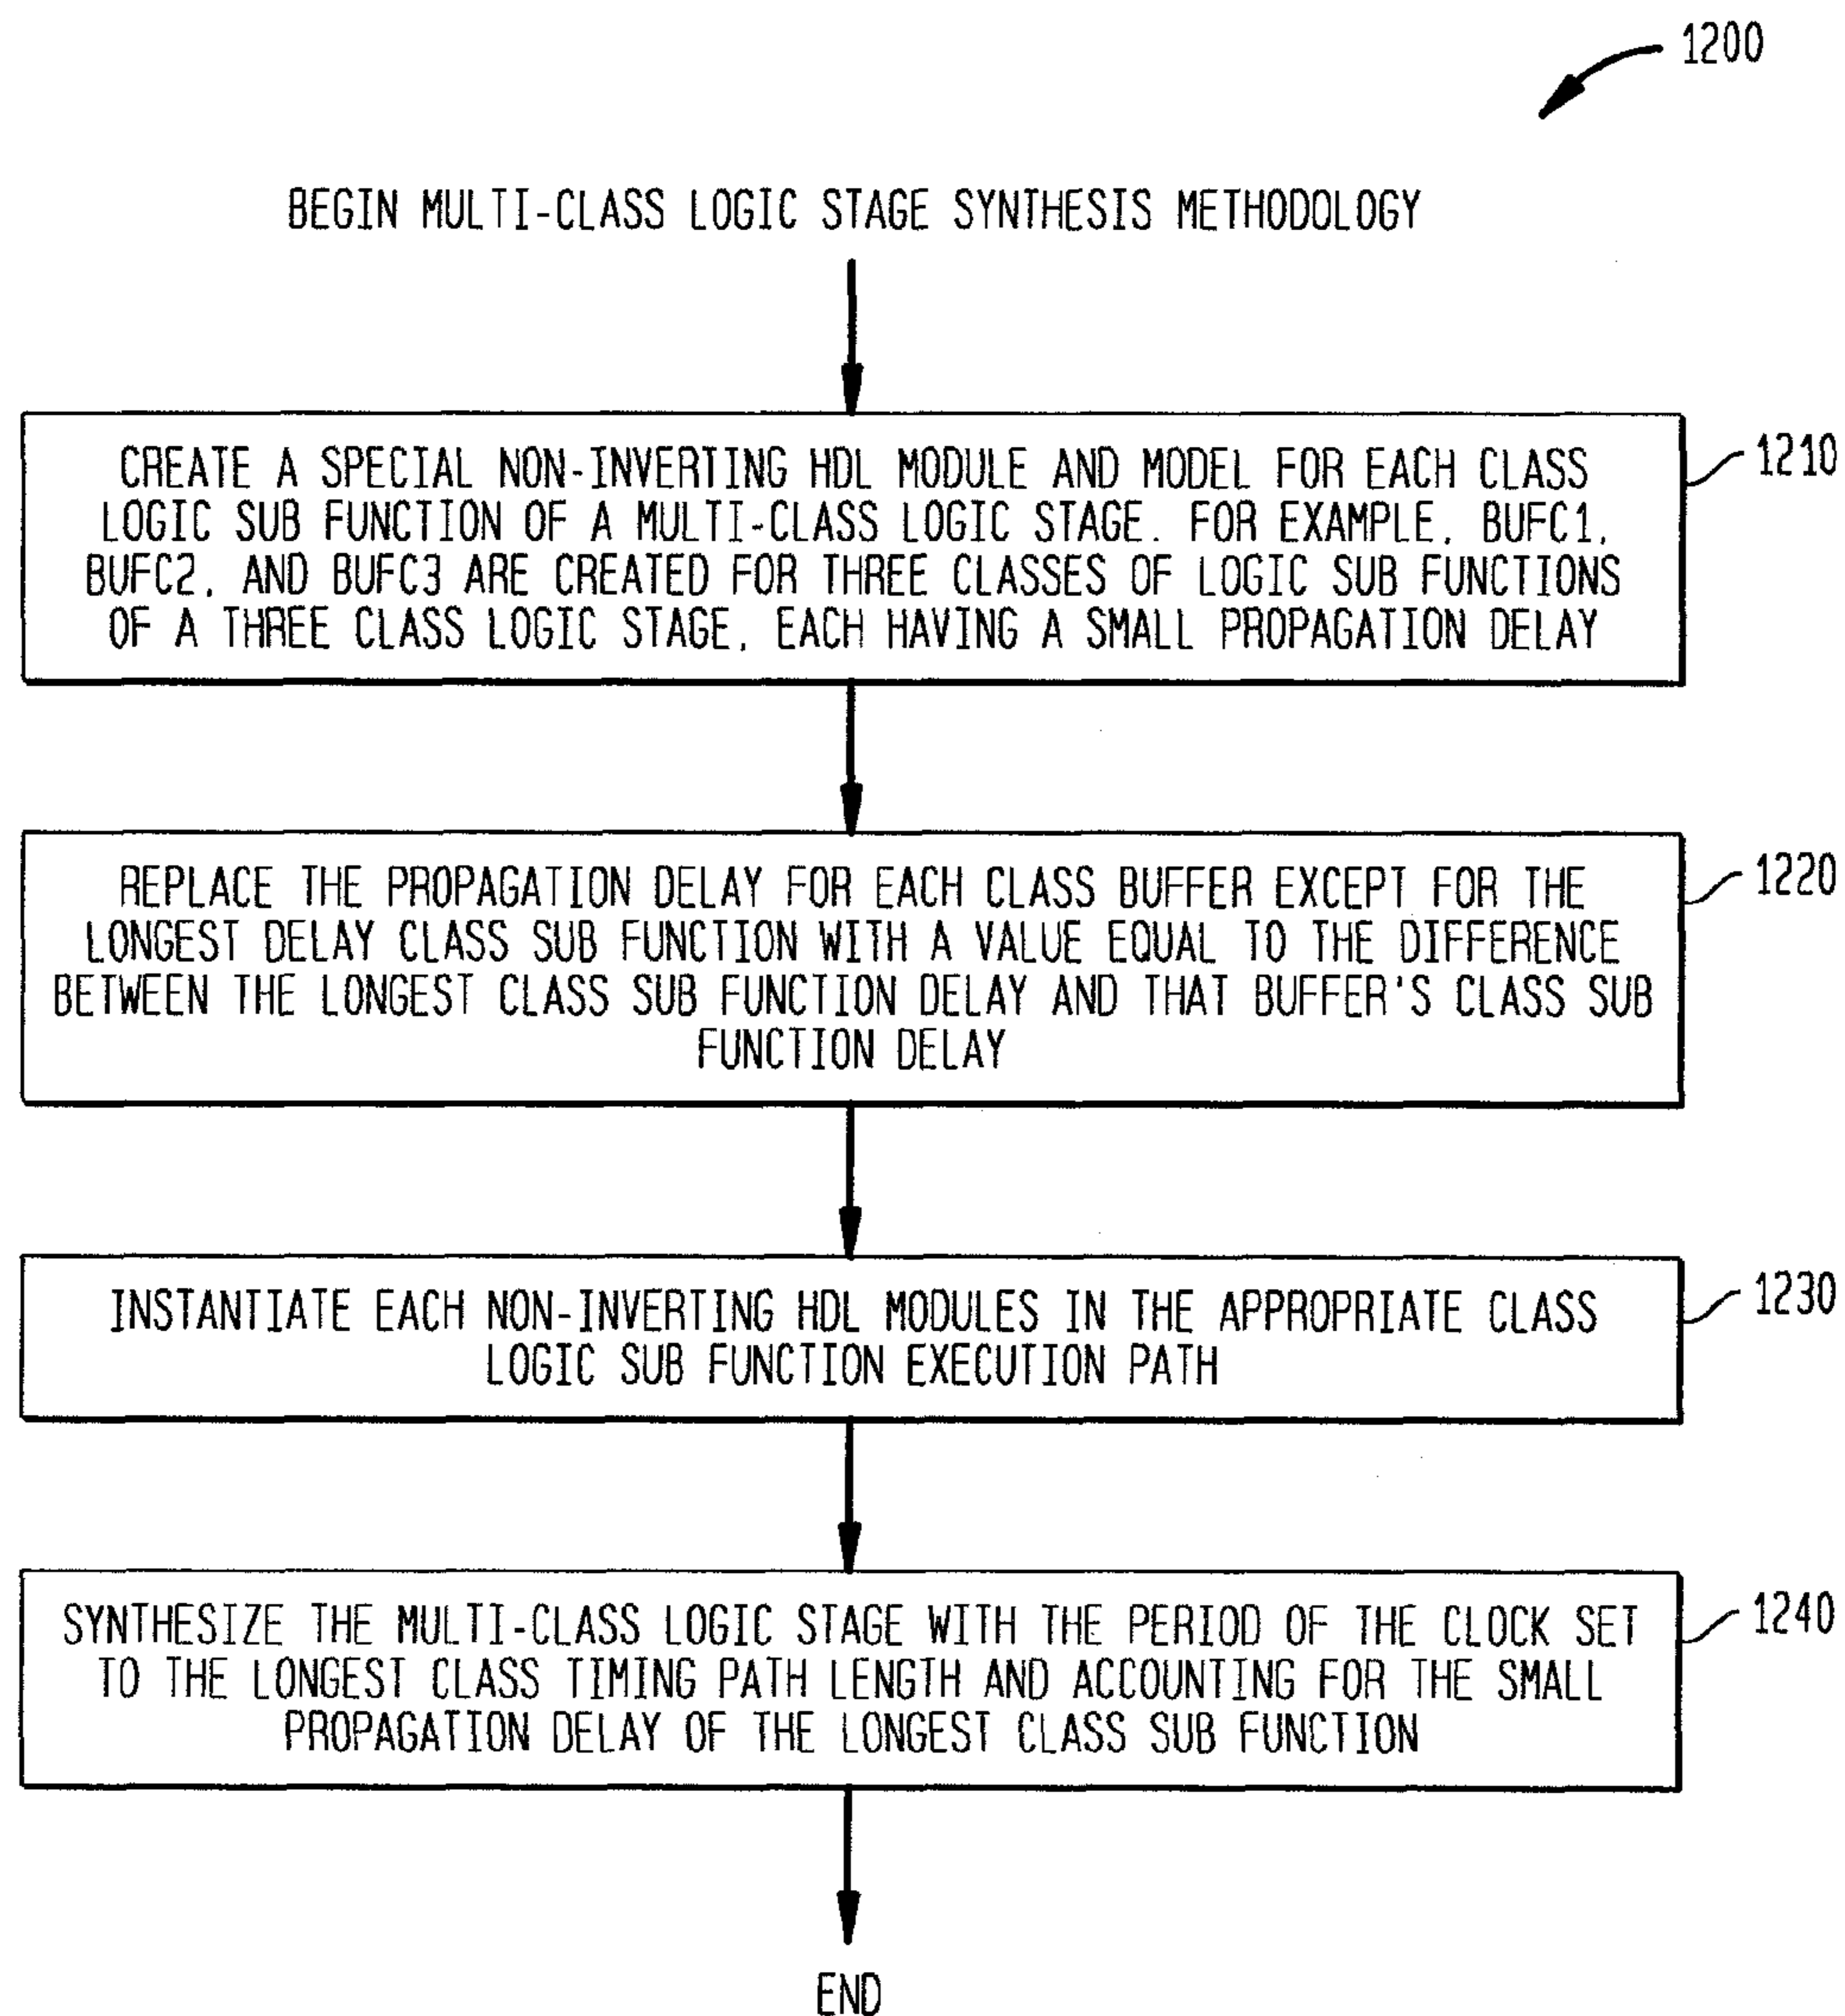 1200
BEGIN MULTI-CLASS LOGIC STAGE SYNTHESIS METHODOLOGY
CREATE A SPECIAL NON-INVERTING HDL MODULE AND MODEL FOR EACH CLASS
LOGIC SUB FUNCTION OF A MULTI-CLASS LOGIC STAGE. FOR EXAMPLE, BUFC1,
BUFC2, AND BUFC3 ARE CREATED FOR THREE CLASSES OF LOGIC SUB FUNCTIONS
OF A THREE CLASS LOGIC STAGE, EACH HAVING A SMALL PROPAGATION DELAY
1210
REPLACE THE PROPAGATION DELAY FOR EACH CLASS BUFFER EXCEPT FOR THE
LONGEST DELAY CLASS SUB FUNCTION WITH A VALUE EQUAL TO THE DIFFERENCE
BETWEEN THE LONGEST CLASS SUB FUNCTION DELAY AND THAT BUFFER'S CLASS SUB
FUNCTION DELAY
1220
INSTANTIATE EACH NON-INVERTING HDL MODULES IN THE APPROPRIATE CLASS
LOGIC SUB FUNCTION EXECUTION PATH
1230
SYNTHESIZE THE MULTI-CLASS LOGIC STAGE WITH THE PERIOD OF THE CLOCK SET
TO THE LONGEST CLASS TIMING PATH LENGTH AND ACCOUNTING FOR THE SMALL
PROPAGATION DELAY OF THE LONGEST CLASS SUB FUNCTION
1240
END